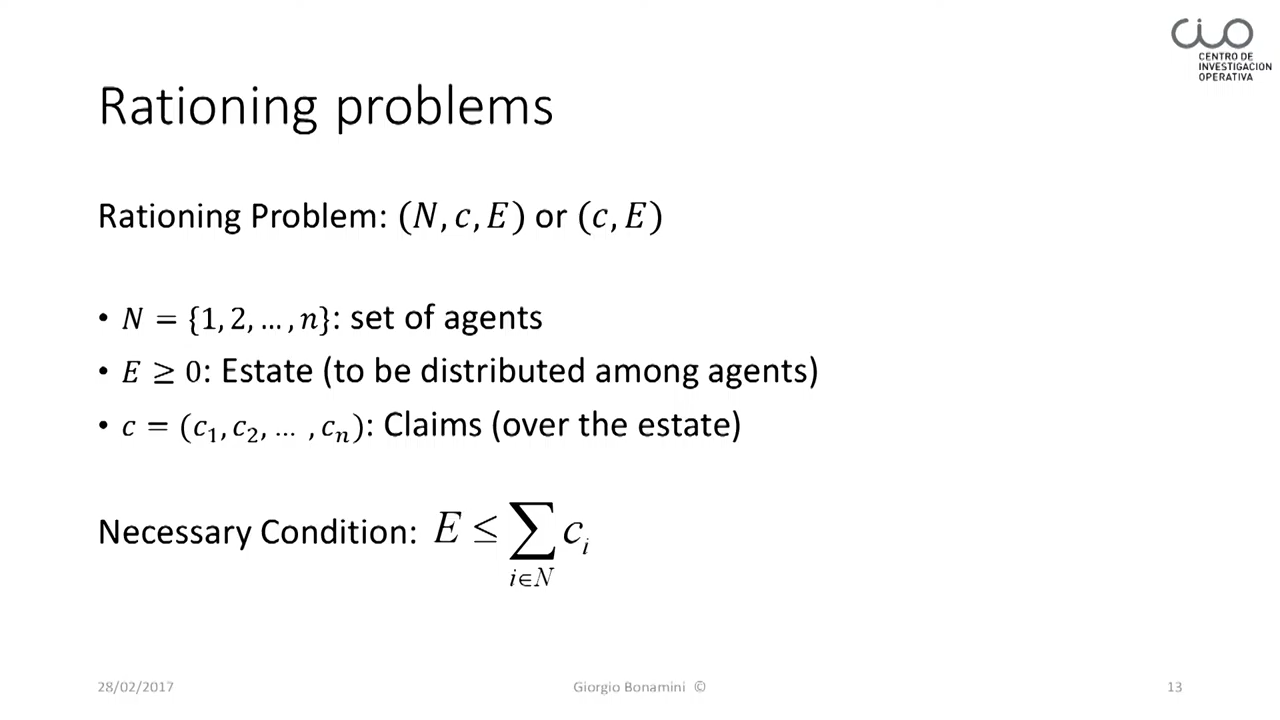 CIO
CENTRO DE
INVESTIGACION
OPERATIVA
Rationing problems
Rationing Problem: (N, c, E) or (c, E)
• N = {1, 2, … , n}: set of agents
• E ≥ 0: Estate (to be distributed among agents)
• c = (c₁, c₂, … , cₙ): Claims (over the estate)
Necessary Condition: E ≤ ∑ cᵢ
i∈N
28/02/2017 Giorgio Bonamini © 13